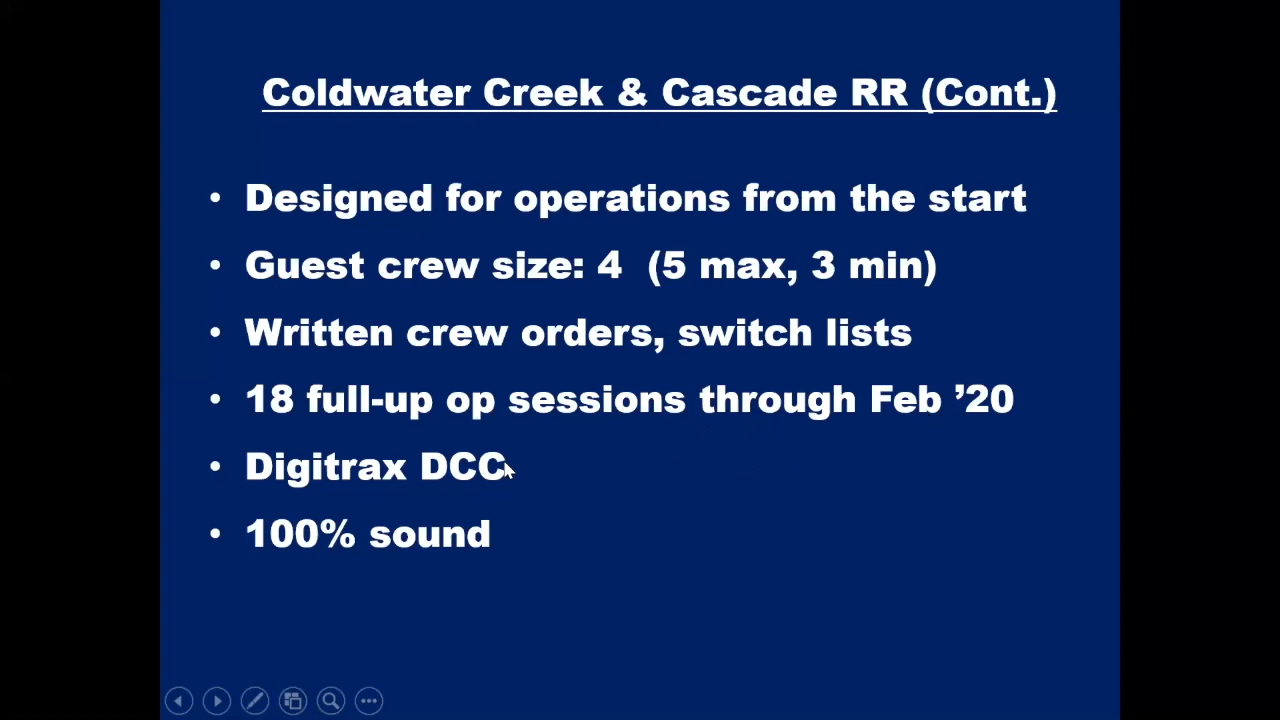 Coldwater Creek & Cascade RR (Cont.)
• Designed for operations from the start
• Guest crew size: 4  (5 max, 3 min)
• Written crew orders, switch lists
• 18 full-up op sessions through Feb ’20
• Digitrax DCC
• 100% sound